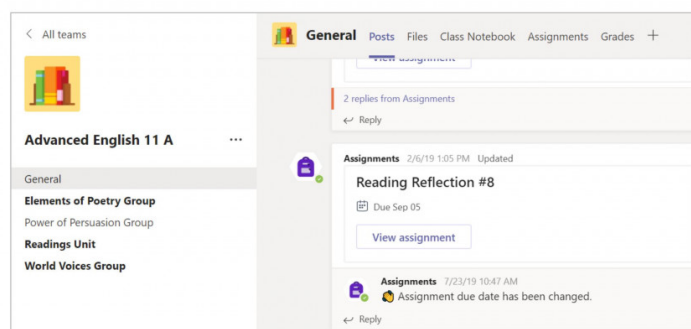 All teams
Advanced English 11 A
General
Elements of Poetry Group
Power of Persuasion Group
Readings Unit
World Voices Group
General Posts Files Class Notebook Assignments Grades
View assignment
2 replies from Assignments
Reply
Assignments 2/6/19 1:05 PM Updated
Reading Reflection #8
Due Sep 05
View assignment
Assignments 7/23/19 10:47 AM
Assignment due date has been changed.
Reply